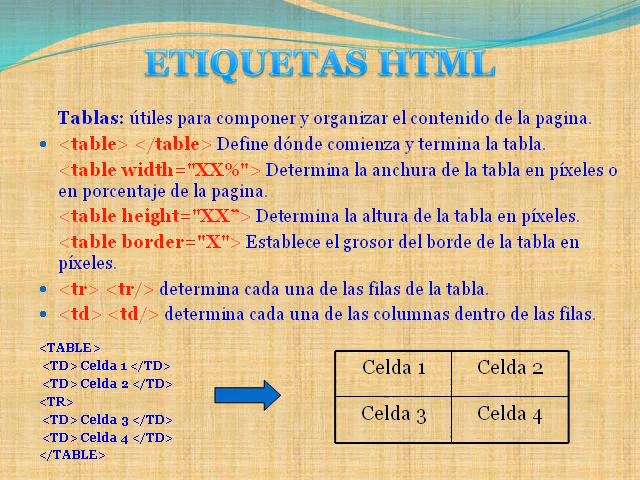 ETIQUETAS HTML
Tablas: útiles para componer y organizar el contenido de la pagina.
<table> </table> Define dónde comienza y termina la tabla.
<table width="XX%"> Determina la anchura de la tabla en píxeles o
en porcentaje de la pagina.
<table height="XX”> Determina la altura de la tabla en píxeles.
<table border="X"> Establece el grosor del borde de la tabla en
píxeles.
<tr> <tr/> determina cada una de las filas de la tabla.
<td> <td/> determina cada una de las columnas dentro de las filas.
<TABLE>
<TD> Celda 1 </TD>
<TD> Celda 2 </TD>
<TR>
<TD> Celda 3 </TD>
<TD> Celda 4 </TD>
</TABLE>
Celda 1 Celda 2
Celda 3 Celda 4